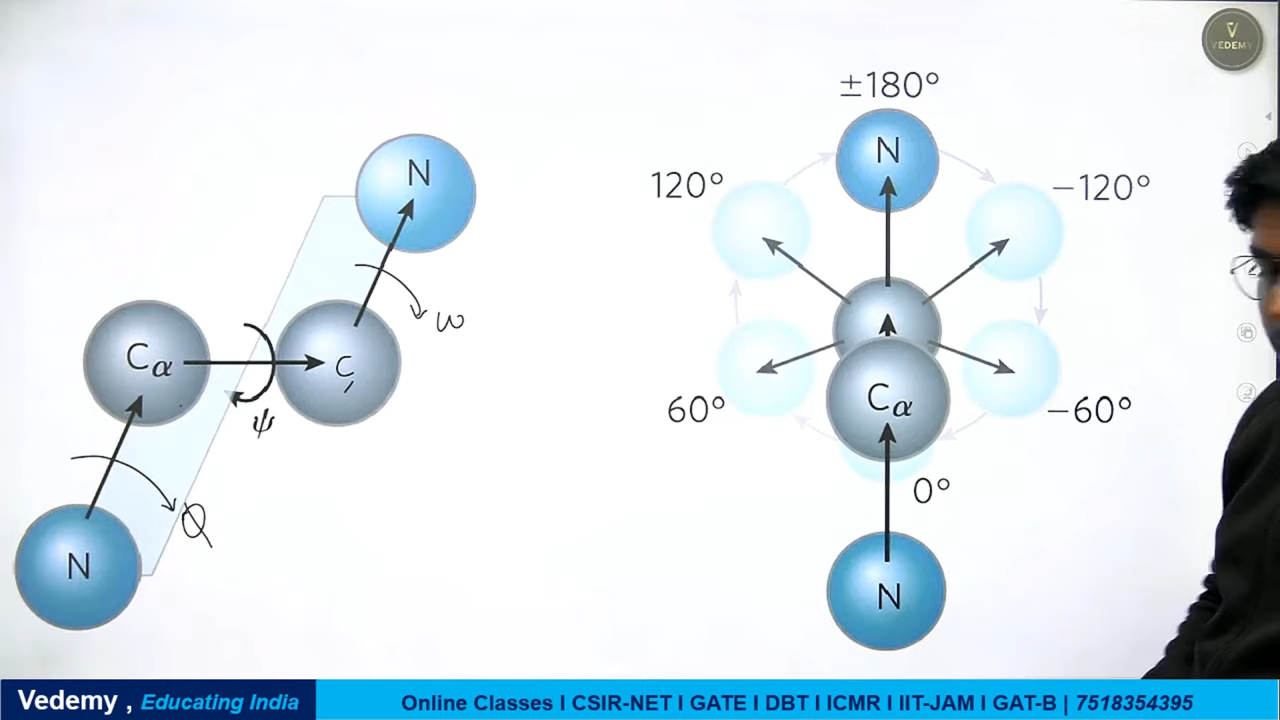 VEDEMY
±180°
N
N
120°
−120°
ω
Cα
C
Cα
ψ
60°
−60°
0°
φ
N
N
Vedemy , Educating India
Online Classes I CSIR-NET I GATE I DBT I ICMR I IIT-JAM I GAT-B | 7518354395